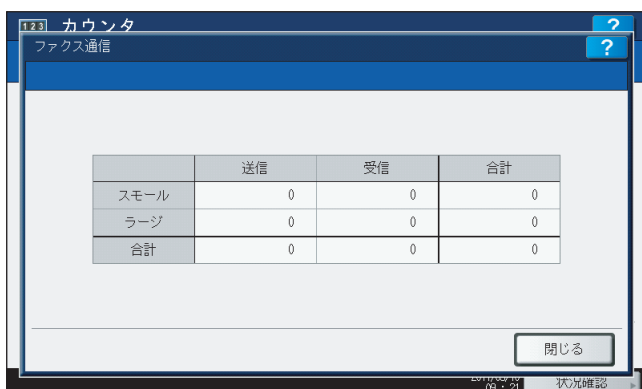 123 カウンタ ?
ファクス通信 ?
送信 受信 合計
スモール 0 0 0
ラージ 0 0 0
合計 0 0 0
閉じる
09：21 状況確認